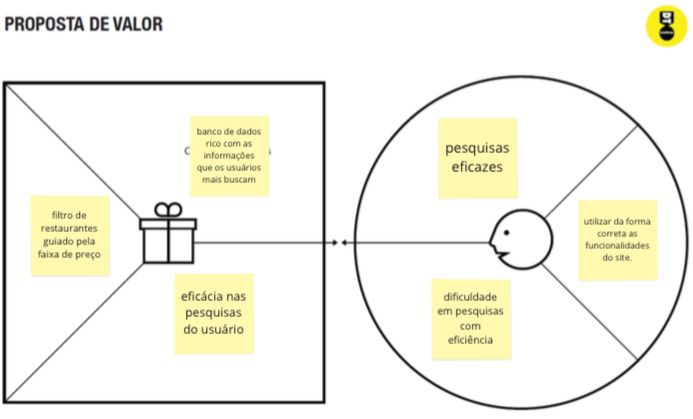 PROPOSTA DE VALOR
DT
banco de dados
rico com as
informações
que os usuários
mais buscam
filtro de
restaurantes
guiado pela
faixa de preço
eficácia nas
pesquisas
do usuário
pesquisas
eficazes
utilizar da forma
correta as
funcionalidades
do site.
dificuldade
em pesquisas
com
eficiência